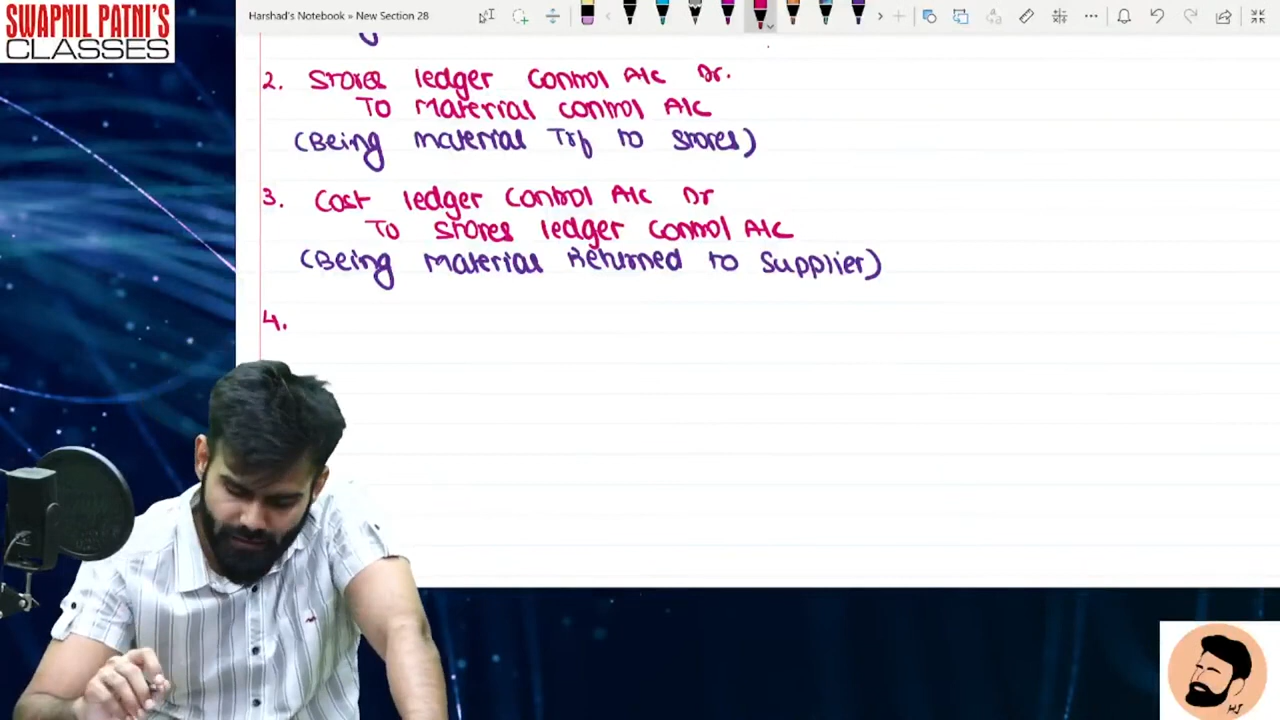 SWAPNIL PATNI'S
CLASSES
Harshad's Notebook » New Section 28
2. Stores ledger Control A/c Dr.
To Material control A/c
(Being material Trf to stores)
3. Cost ledger Control A/c Dr
To stores ledger control A/c
(Being Material Returned to Supplier)
4.
HJ